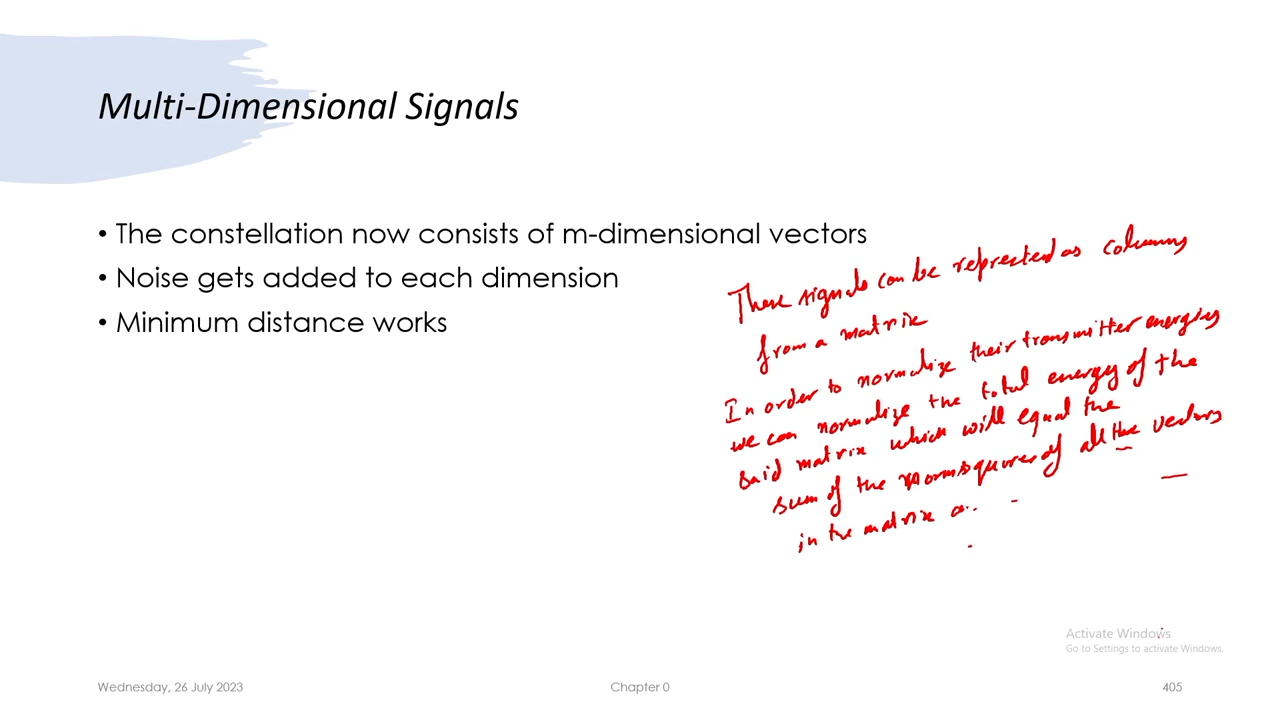 Multi-Dimensional Signals
• The constellation now consists of m-dimensional vectors
• Noise gets added to each dimension
• Minimum distance works
These signals can be represted as columns
from a matrix
In order to normalize their transmitter energies
we can normalize the total energy of the
said matrix which will equal the
sum of the normsquares of all the vectors
in the matrix
Activate Windows
Go to Settings to activate Windows.
Wednesday, 26 July 2023
Chapter 0
405